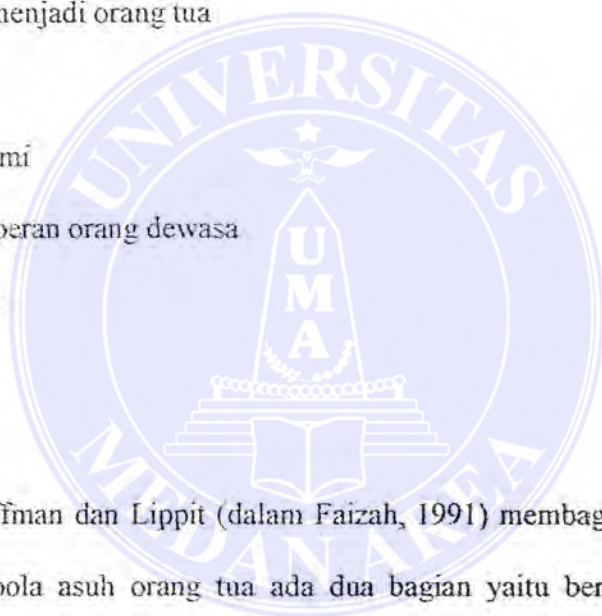 menjadi orang tua
UNIVERSITAS
mi
peran orang dewasa
U
M
A
ffman dan Lippit (dalam Faizah, 1991) membag
pola asuh orang tua ada dua bagian yaitu ber
MEDAN AREA